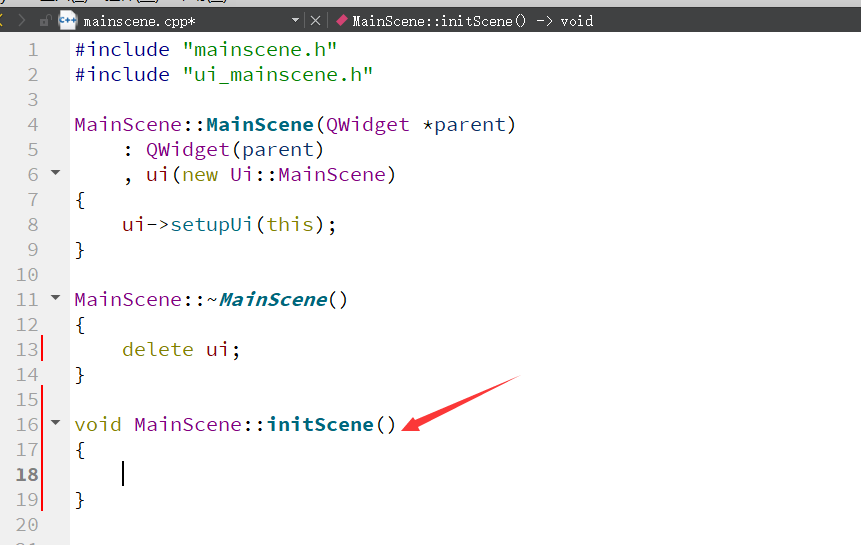 mainscene.cpp* MainScene::initScene() -> void
1 #include "mainscene.h"
2 #include "ui_mainscene.h"
3
4 MainScene::MainScene(QWidget *parent)
5     : QWidget(parent)
6     , ui(new Ui::MainScene)
7 {
8     ui->setupUi(this);
9 }
10
11 MainScene::~MainScene()
12 {
13     delete ui;
14 }
15
16 void MainScene::initScene()
17 {
18
19 }
20